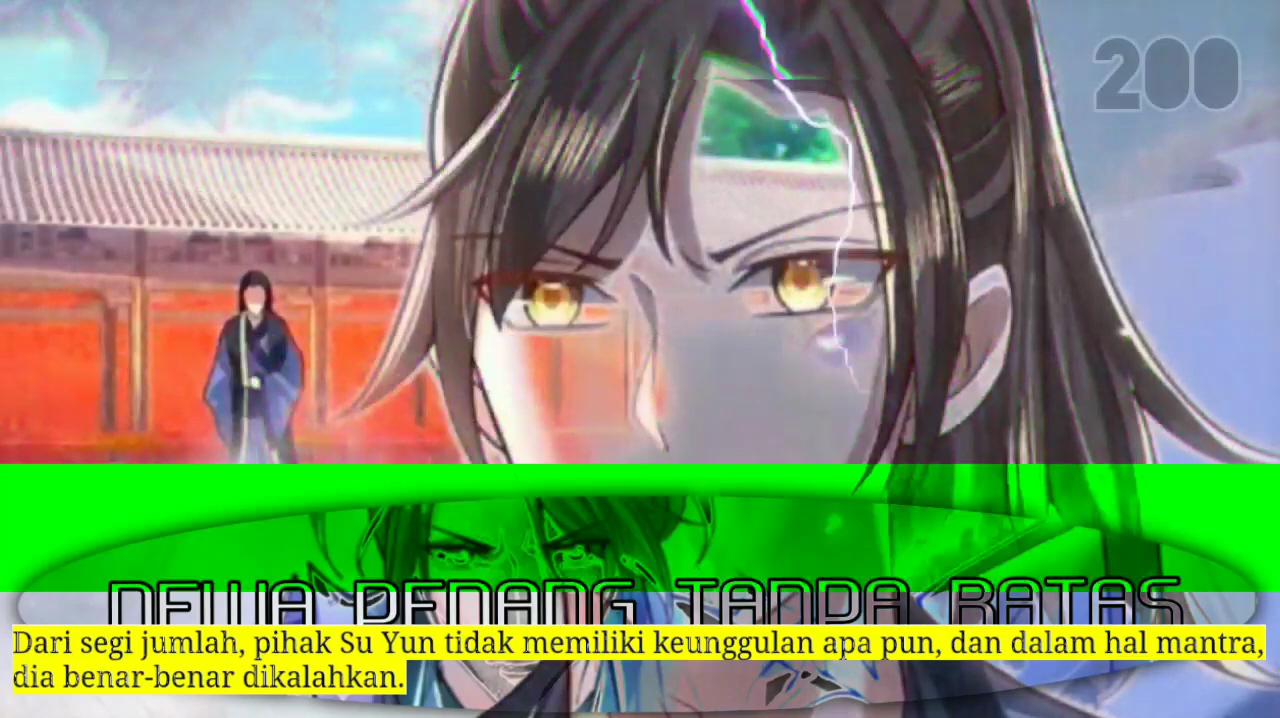 200
DEWA PEDANG TANPA BATAS
Dari segi jumlah, pihak Su Yun tidak memiliki keunggulan apa pun, dan dalam hal mantra,
dia benar-benar dikalahkan.